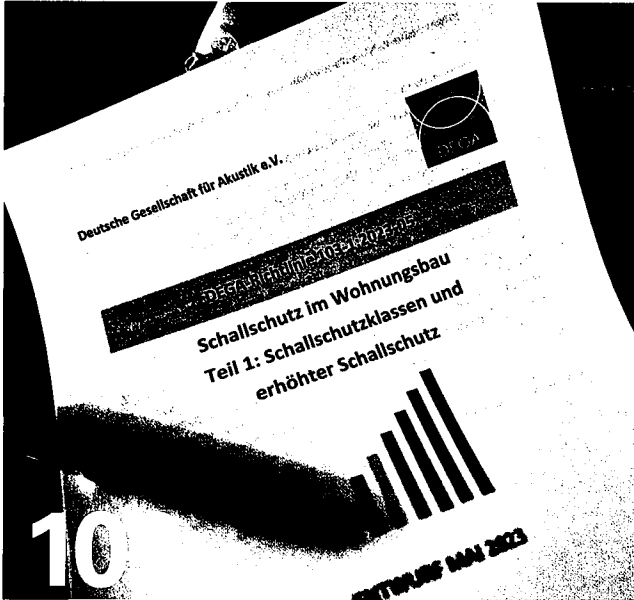 DEGA
Deutsche Gesellschaft für Akustik e.V.
Schallschutz im Wohnungsbau
Teil 1: Schallschutzklassen und
erhöhter Schallschutz
MAI 2023
10